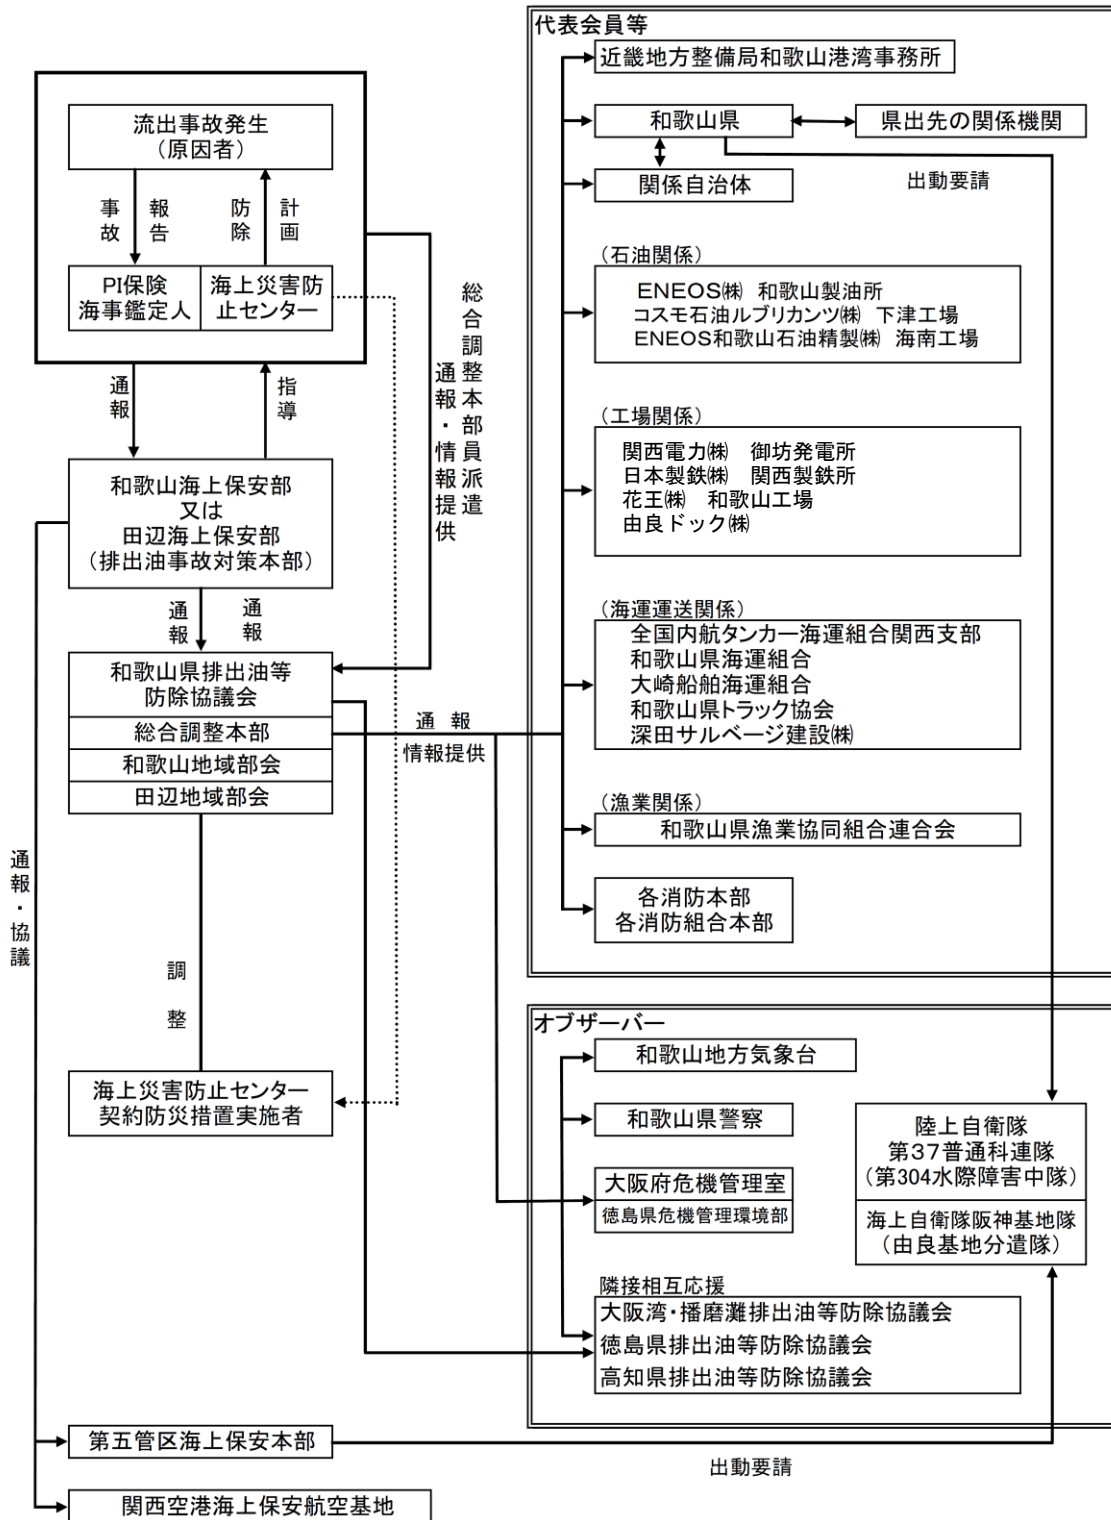 流出事故発生
（原因者）
事故
報告
防除
計画
PI保険
海事鑑定人
海上災害防
止センター
通報
指導
総合調整本部員派遣
通報・情報提供
和歌山海上保安部
又は
田辺海上保安部
（排出油事故対策本部）
通報
通報
和歌山県排出油等
防除協議会
総合調整本部
和歌山地域部会
田辺地域部会
通報
情報提供
通報・協議
調整
海上災害防止センター
契約防災措置実施者
第五管区海上保安本部
関西空港海上保安航空基地
代表会員等
近畿地方整備局和歌山港湾事務所
和歌山県
県出先の関係機関
関係自治体
出動要請
（石油関係）
ENEOS㈱　和歌山製油所
コスモ石油ルブリカンツ㈱　下津工場
ENEOS和歌山石油精製㈱　海南工場
（工場関係）
関西電力㈱　御坊発電所
日本製鉄㈱　関西製鉄所
花王㈱　和歌山工場
由良ドック㈱
（海運運送関係）
全国内航タンカー海運組合関西支部
和歌山県海運組合
大崎船舶海運組合
和歌山県トラック協会
深田サルベージ建設㈱
（漁業関係）
和歌山県漁業協同組合連合会
各消防本部
各消防組合本部
オブザーバー
和歌山地方気象台
和歌山県警察
大阪府危機管理室
徳島県危機管理環境部
陸上自衛隊
第37普通科連隊
（第304水際障害中隊）
海上自衛隊阪神基地隊
（由良基地分遣隊）
隣接相互応援
大阪湾・播磨灘排出油等防除協議会
徳島県排出油等防除協議会
高知県排出油等防除協議会
出動要請